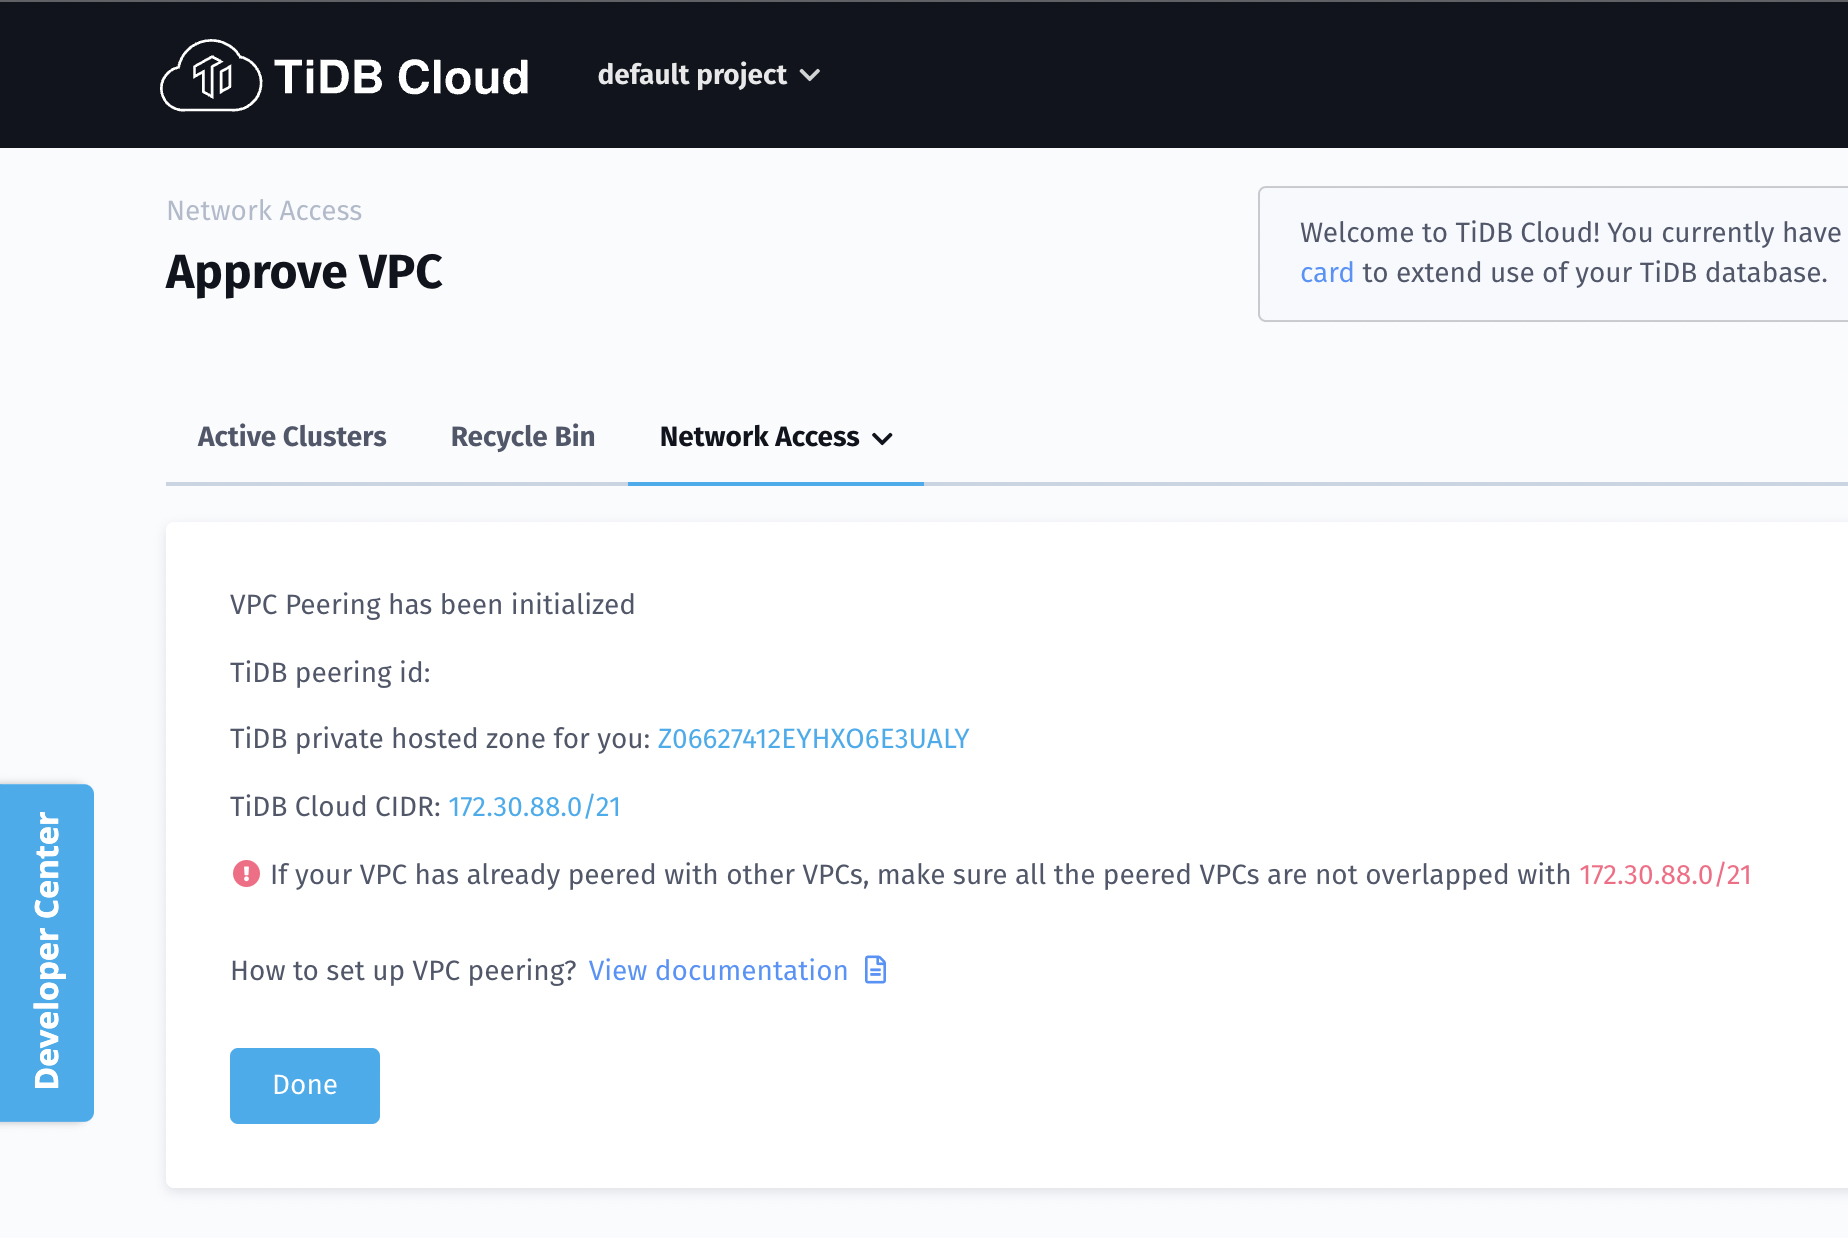 TiDB Cloud
default project
Network Access
Approve VPC
Welcome to TiDB Cloud! You currently have
card to extend use of your TiDB database.
Active Clusters
Recycle Bin
Network Access
VPC Peering has been initialized
TiDB peering id:
TiDB private hosted zone for you: Z06627412EYHXO6E3UALY
TiDB Cloud CIDR: 172.30.88.0/21
If your VPC has already peered with other VPCs, make sure all the peered VPCs are not overlapped with 172.30.88.0/21
How to set up VPC peering? View documentation
Done
Developer Center